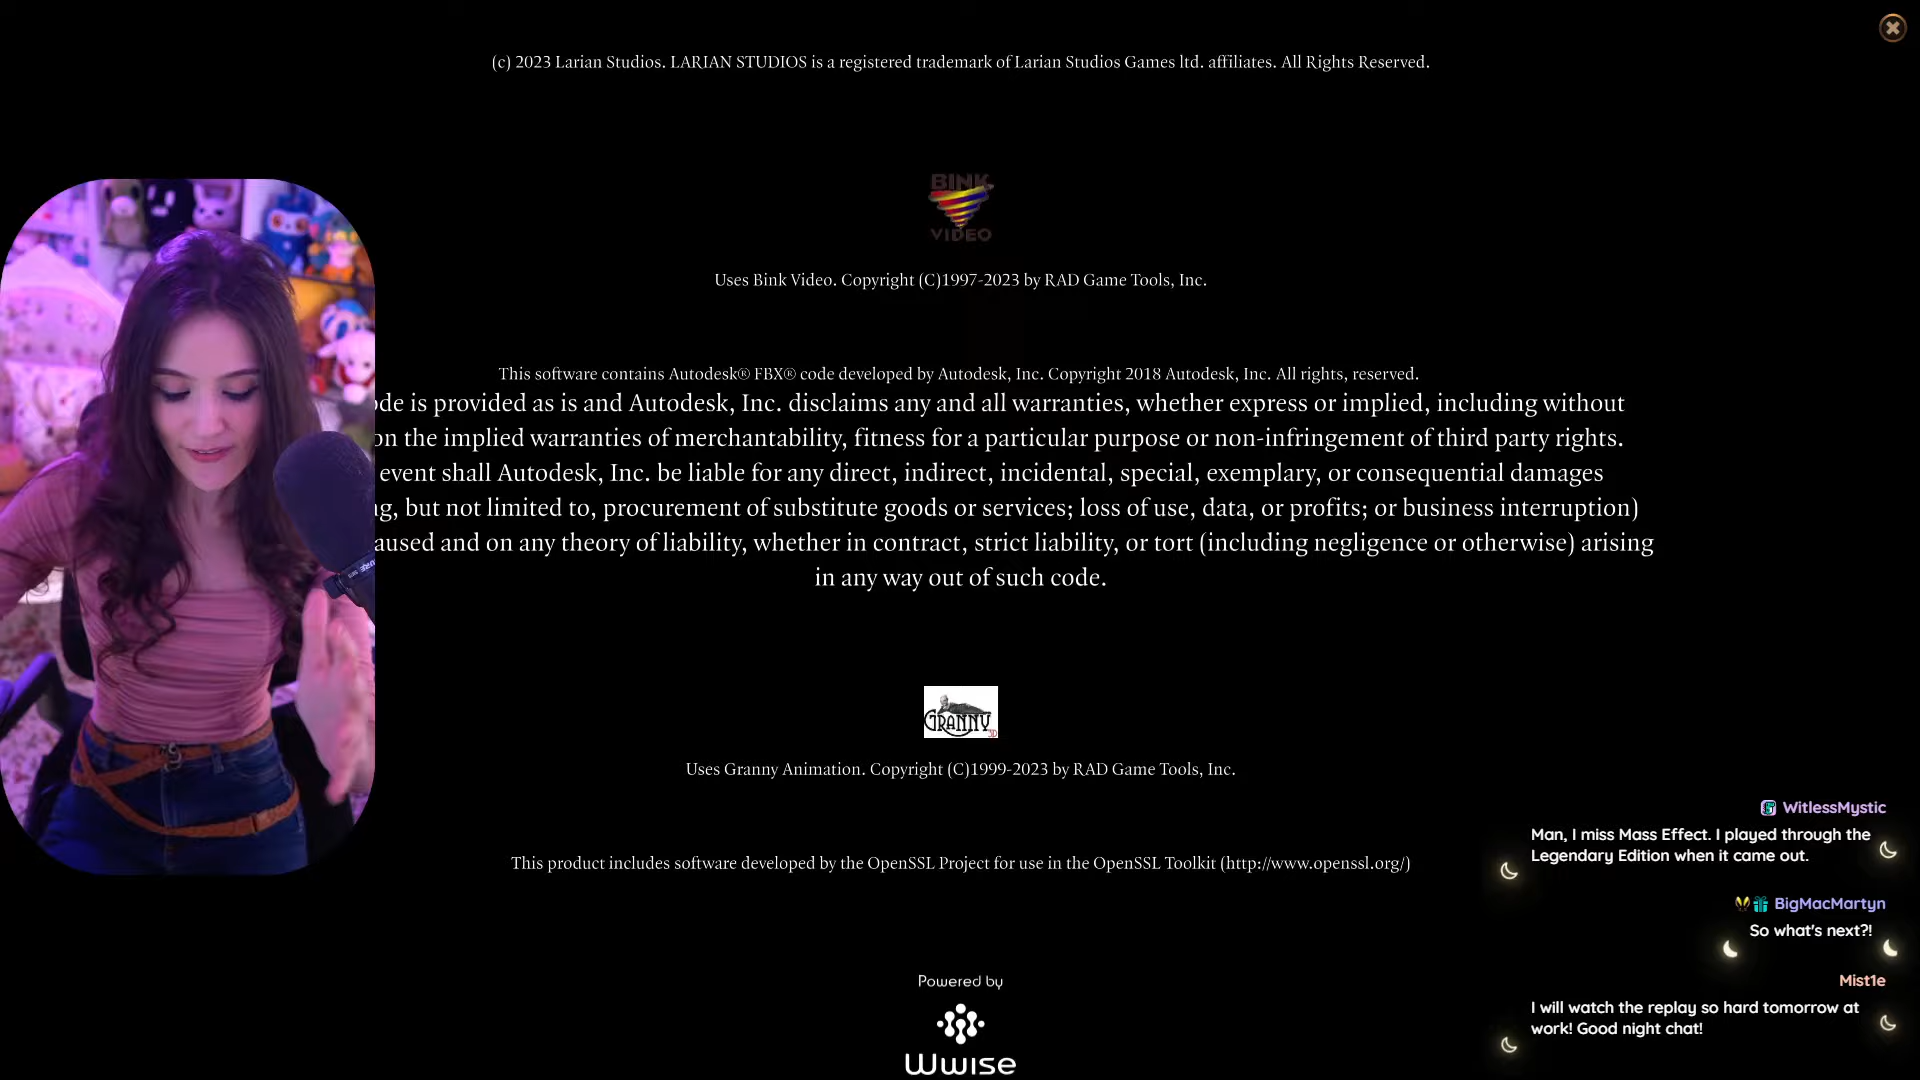 (c) 2023 Larian Studios. LARIAN STUDIOS is a registered trademark of Larian Studios Games ltd. affiliates. All Rights Reserved.
BINK
VIDEO
Uses Bink Video. Copyright (C)1997-2023 by RAD Game Tools, Inc.
This software contains Autodesk® FBX® code developed by Autodesk, Inc. Copyright 2018 Autodesk, Inc. All rights, reserved.
is provided as is and Autodesk, Inc. disclaims any and all warranties, whether express or implied, including without
on the implied warranties of merchantability, fitness for a particular purpose or non-infringement of third party rights.
event shall Autodesk, Inc. be liable for any direct, indirect, incidental, special, exemplary, or consequential damages
but not limited to, procurement of substitute goods or services; loss of use, data, or profits; or business interruption)
and on any theory of liability, whether in contract, strict liability, or tort (including negligence or otherwise) arising
in any way out of such code.
GRANNY
Uses Granny Animation. Copyright (C)1999-2023 by RAD Game Tools, Inc.
This product includes software developed by the OpenSSL Project for use in the OpenSSL Toolkit (http://www.openssl.org/)
Powered by
Wwise
WitlessMystic
Man, I miss Mass Effect. I played through the
Legendary Edition when it came out.
BigMacMartyn
So what's next?!
Mist1e
I will watch the replay so hard tomorrow at
work! Good night chat!